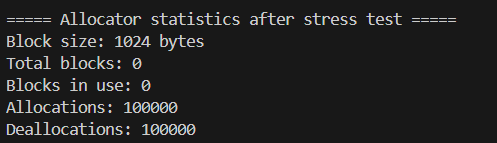 ===== Allocator statistics after stress test =====
Block size: 1024 bytes
Total blocks: 0
Blocks in use: 0
Allocations: 100000
Deallocations: 100000